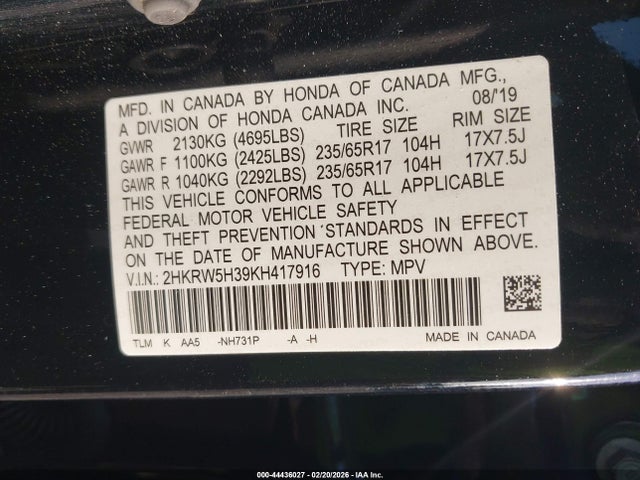 MFD. IN CANADA BY HONDA OF CANADA MFG.,
A DIVISION OF HONDA CANADA INC. 08/'19
GVWR 2130KG (4695LBS) TIRE SIZE RIM SIZE
GAWR F 1100KG (2425LBS) 235/65R17 104H 17X7.5J
GAWR R 1040KG (2292LBS) 235/65R17 104H 17X7.5J
THIS VEHICLE CONFORMS TO ALL APPLICABLE
FEDERAL MOTOR VEHICLE SAFETY
AND THEFT PREVENTION STANDARDS IN EFFECT
ON THE DATE OF MANUFACTURE SHOWN ABOVE.
V.I.N.: 2HKRW5H39KH417916 TYPE: MPV
TLM K AA5 -NH731P -A -H MADE IN CANADA
000-44436027 - 02/20/2026 - IAA Inc.